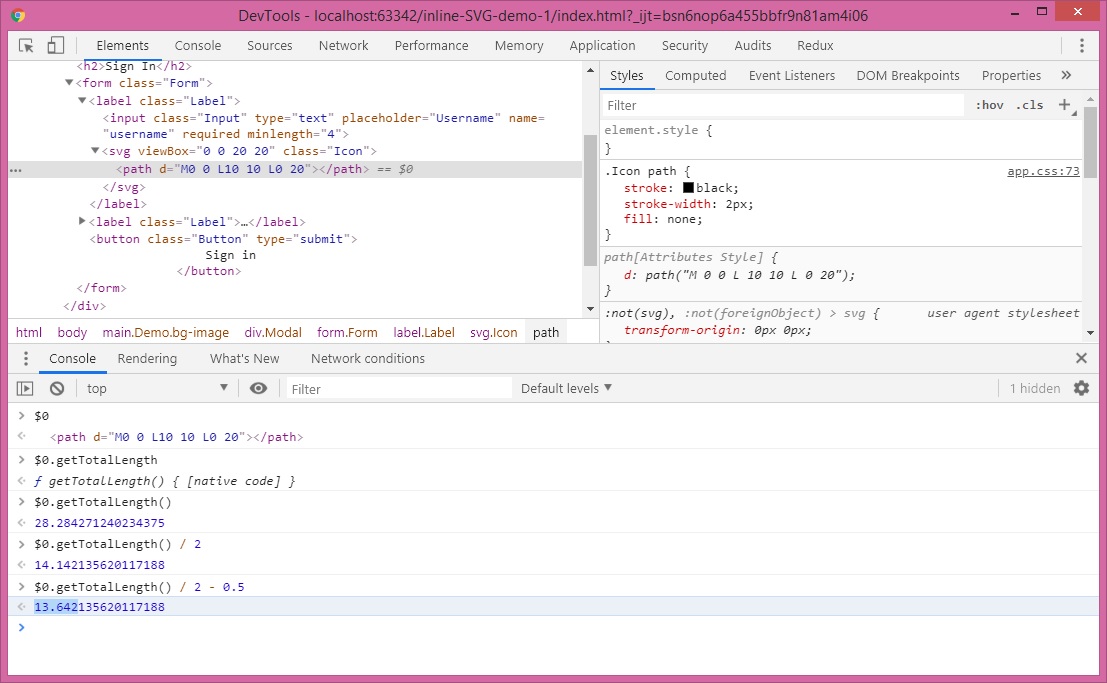 DevTools - localhost:63342/inline-SVG-demo-1/index.html?_ijt=bsn6nop6a455bbfr9n81am4i06
Elements Console Sources Network Performance Memory Application Security Audits Redux
<h2>Sign In</h2>
▼<form class="Form">
▼<label class="Label">
<input class="Input" type="text" placeholder="Username" name=
"username" required minlength="4">
▼<svg viewBox="0 0 20 20" class="Icon">
<path d="M0 0 L10 10 L0 20"></path> == $0
</svg>
</label>
▶<label class="Label">…</label>
<button class="Button" type="submit">
Sign in
</button>
</form>
</div>
html body main.Demo.bg-image div.Modal form.Form label.Label svg.Icon path
Styles Computed Event Listeners DOM Breakpoints Properties »
Filter :hov .cls +
element.style {
}
.Icon path { app.css:73
stroke: black;
stroke-width: 2px;
fill: none;
}
path[Attributes Style] {
d: path("M 0 0 L 10 10 L 0 20");
}
:not(svg), :not(foreignObject) > svg { user agent stylesheet
transform-origin: 0px 0px;
Console Rendering What's New Network conditions
top Filter Default levels ▼ 1 hidden
> $0
<path d="M0 0 L10 10 L0 20"></path>
> $0.getTotalLength
ƒ getTotalLength() { [native code] }
> $0.getTotalLength()
28.284271240234375
> $0.getTotalLength() / 2
14.142135620117188
> $0.getTotalLength() / 2 - 0.5
13.642135620117188
>